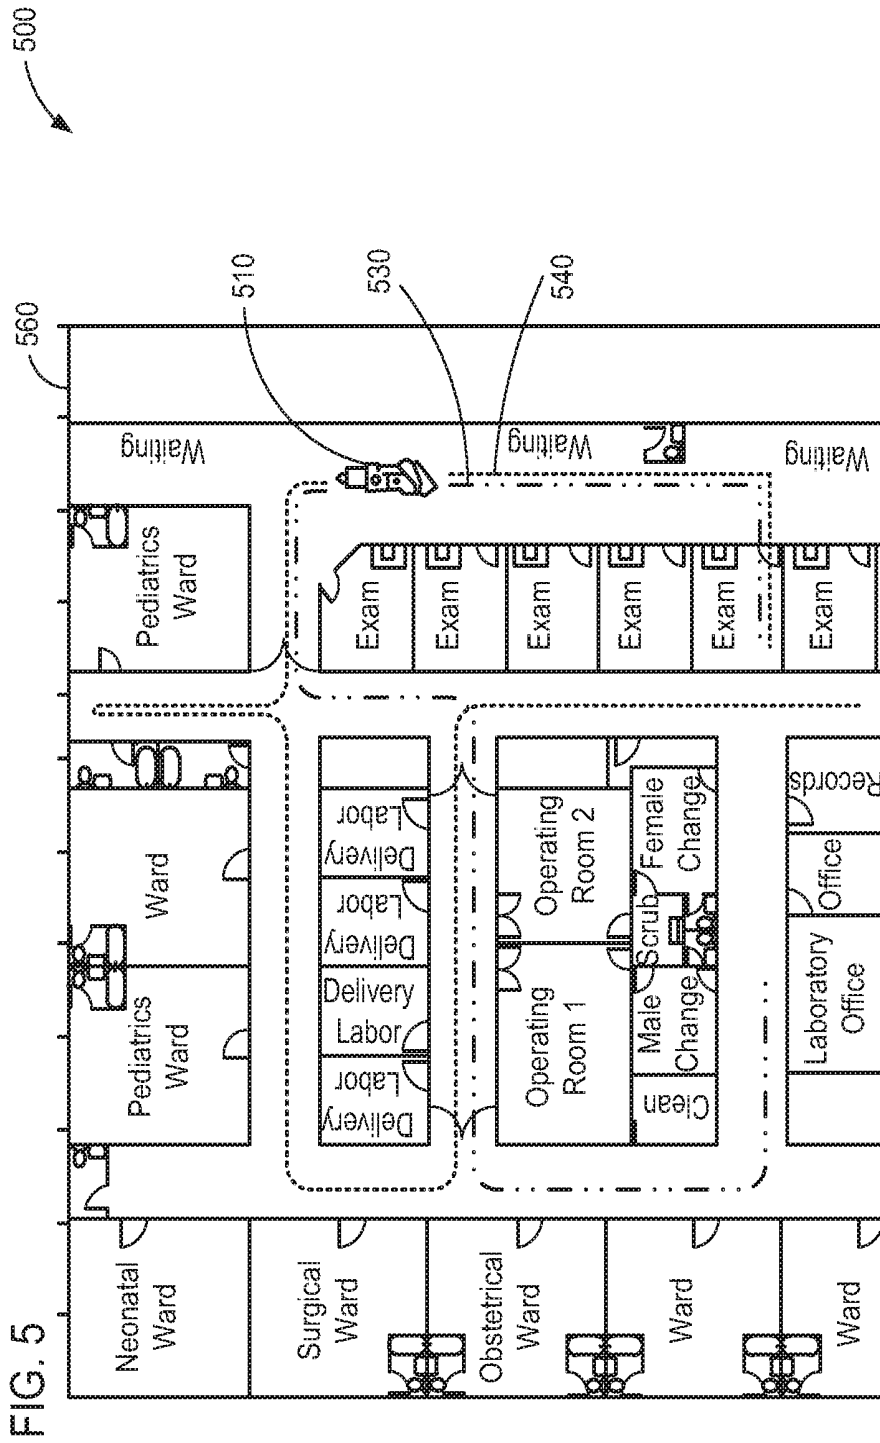 FIG. 5
500
560
510
530
540
Neonatal
Ward
Pediatrics
Ward
Ward
Pediatrics
Ward
Waiting
Surgical
Ward
Labor
Delivery
Delivery
Labor
Labor
Delivery
Labor
Delivery
Exam
Exam
Exam
Exam
Exam
Exam
Waiting
Obstetrical
Ward
Operating
Room 1
Operating
Room 2
Ward
Clean
Male
Change
Scrub
Female
Change
Waiting
Ward
Laboratory
Office
Office
Records